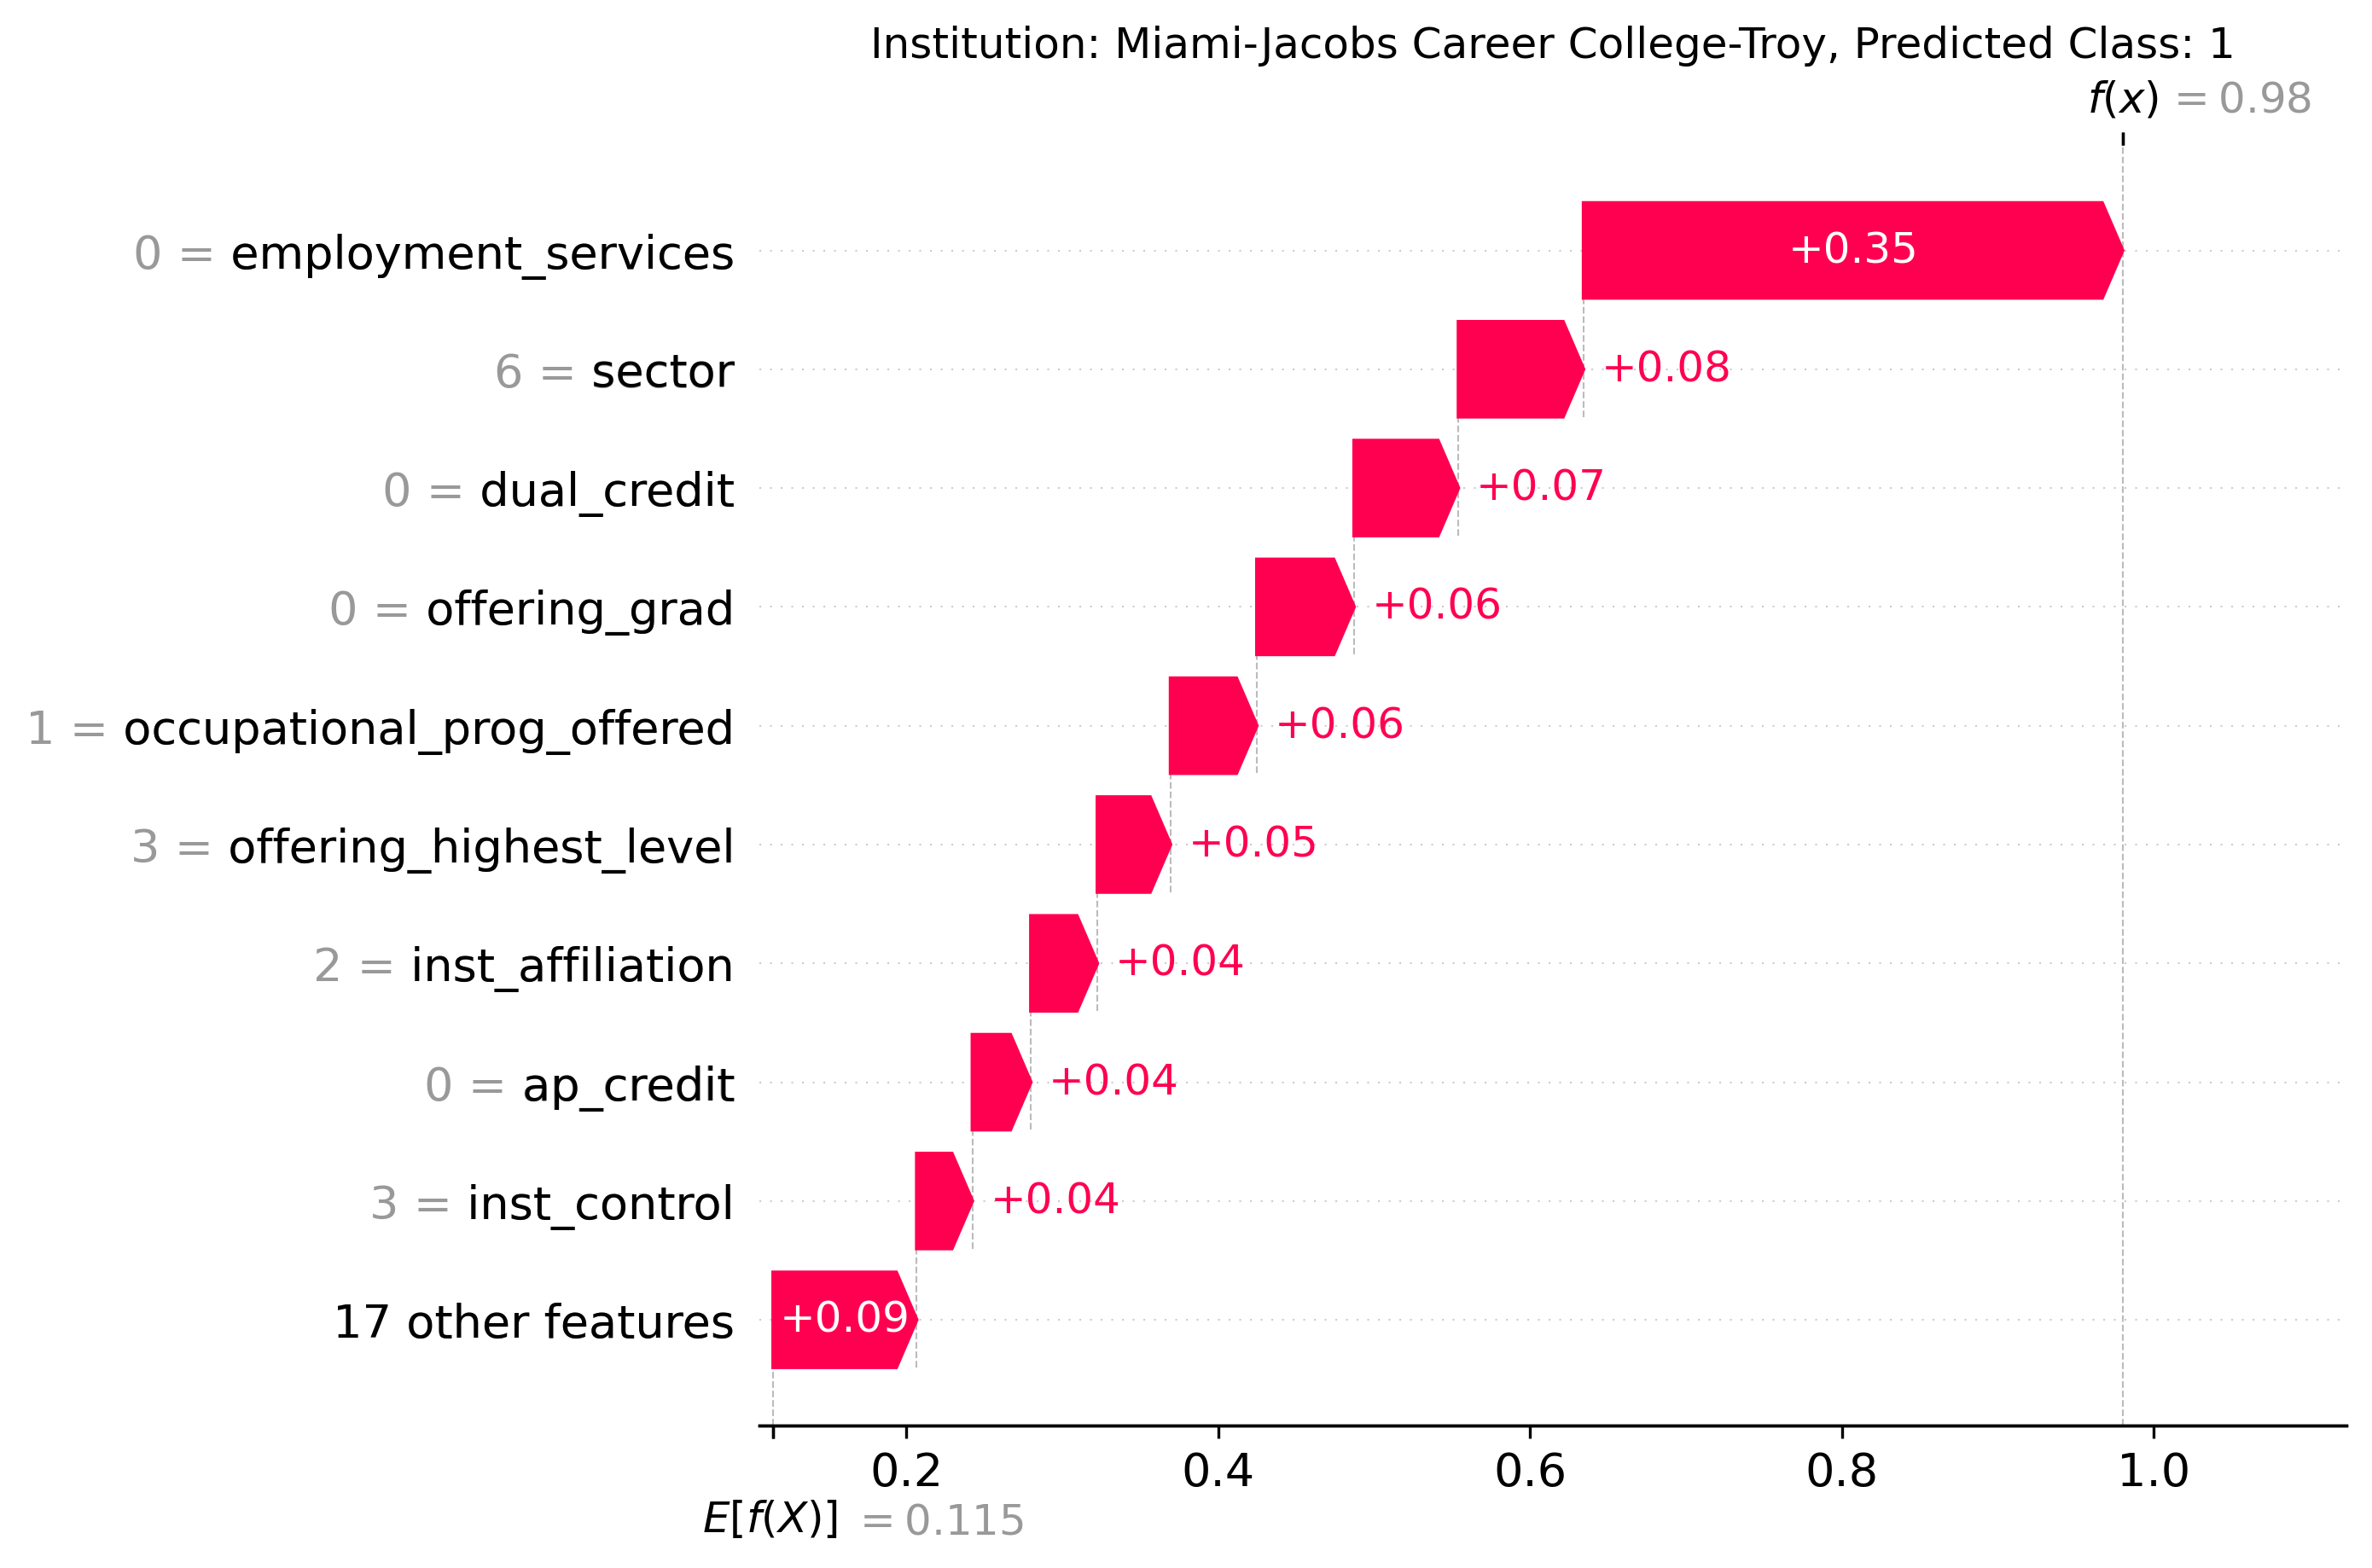 Institution: Miami-Jacobs Career College-Troy, Predicted Class: 1
f(x) = 0.98
0 = employment_services +0.35
6 = sector +0.08
0 = dual_credit +0.07
0 = offering_grad +0.06
1 = occupational_prog_offered +0.06
3 = offering_highest_level +0.05
2 = inst_affiliation +0.04
0 = ap_credit +0.04
3 = inst_control +0.04
17 other features +0.09
0.2 0.4 0.6 0.8 1.0
E[f(X)] = 0.115